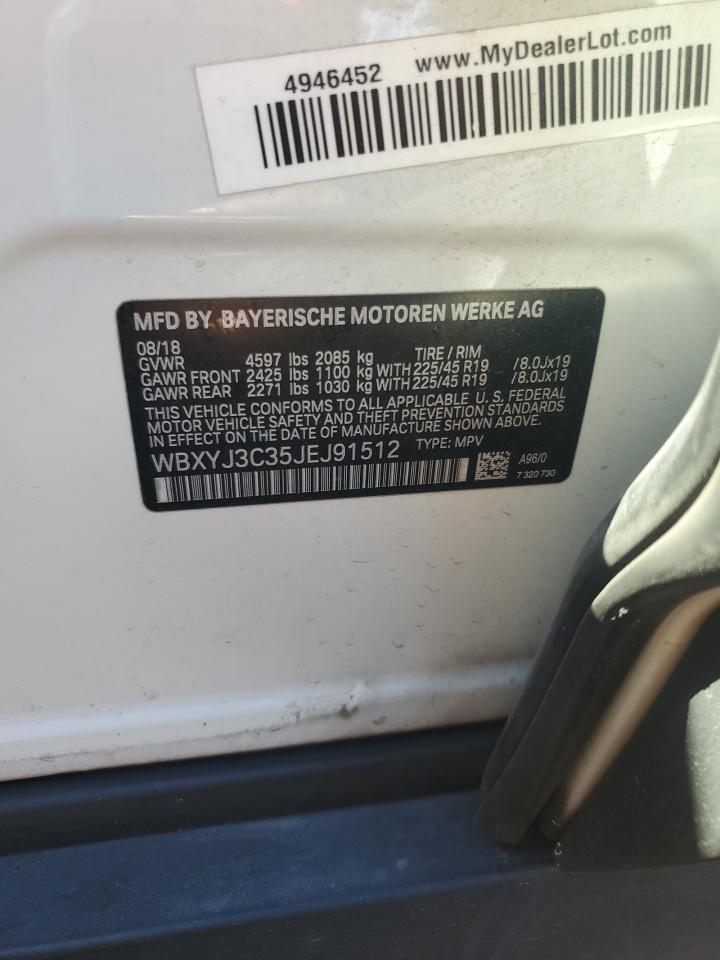 4946452 www.MyDealerLot.com
MFD BY BAYERISCHE MOTOREN WERKE AG
08/18 TIRE / RIM
GVWR 4597 lbs 2085 kg
GAWR FRONT 2425 lbs 1100 kg WITH 225/45 R19 /8.0Jx19
GAWR REAR 2271 lbs 1030 kg WITH 225/45 R19 /8.0Jx19
THIS VEHICLE CONFORMS TO ALL APPLICABLE U. S. FEDERAL
MOTOR VEHICLE SAFETY AND THEFT PREVENTION STANDARDS
IN EFFECT ON THE DATE OF MANUFACTURE SHOWN ABOVE.
WBXYJ3C35JEJ91512 TYPE: MPV
A96/0
7 320 730